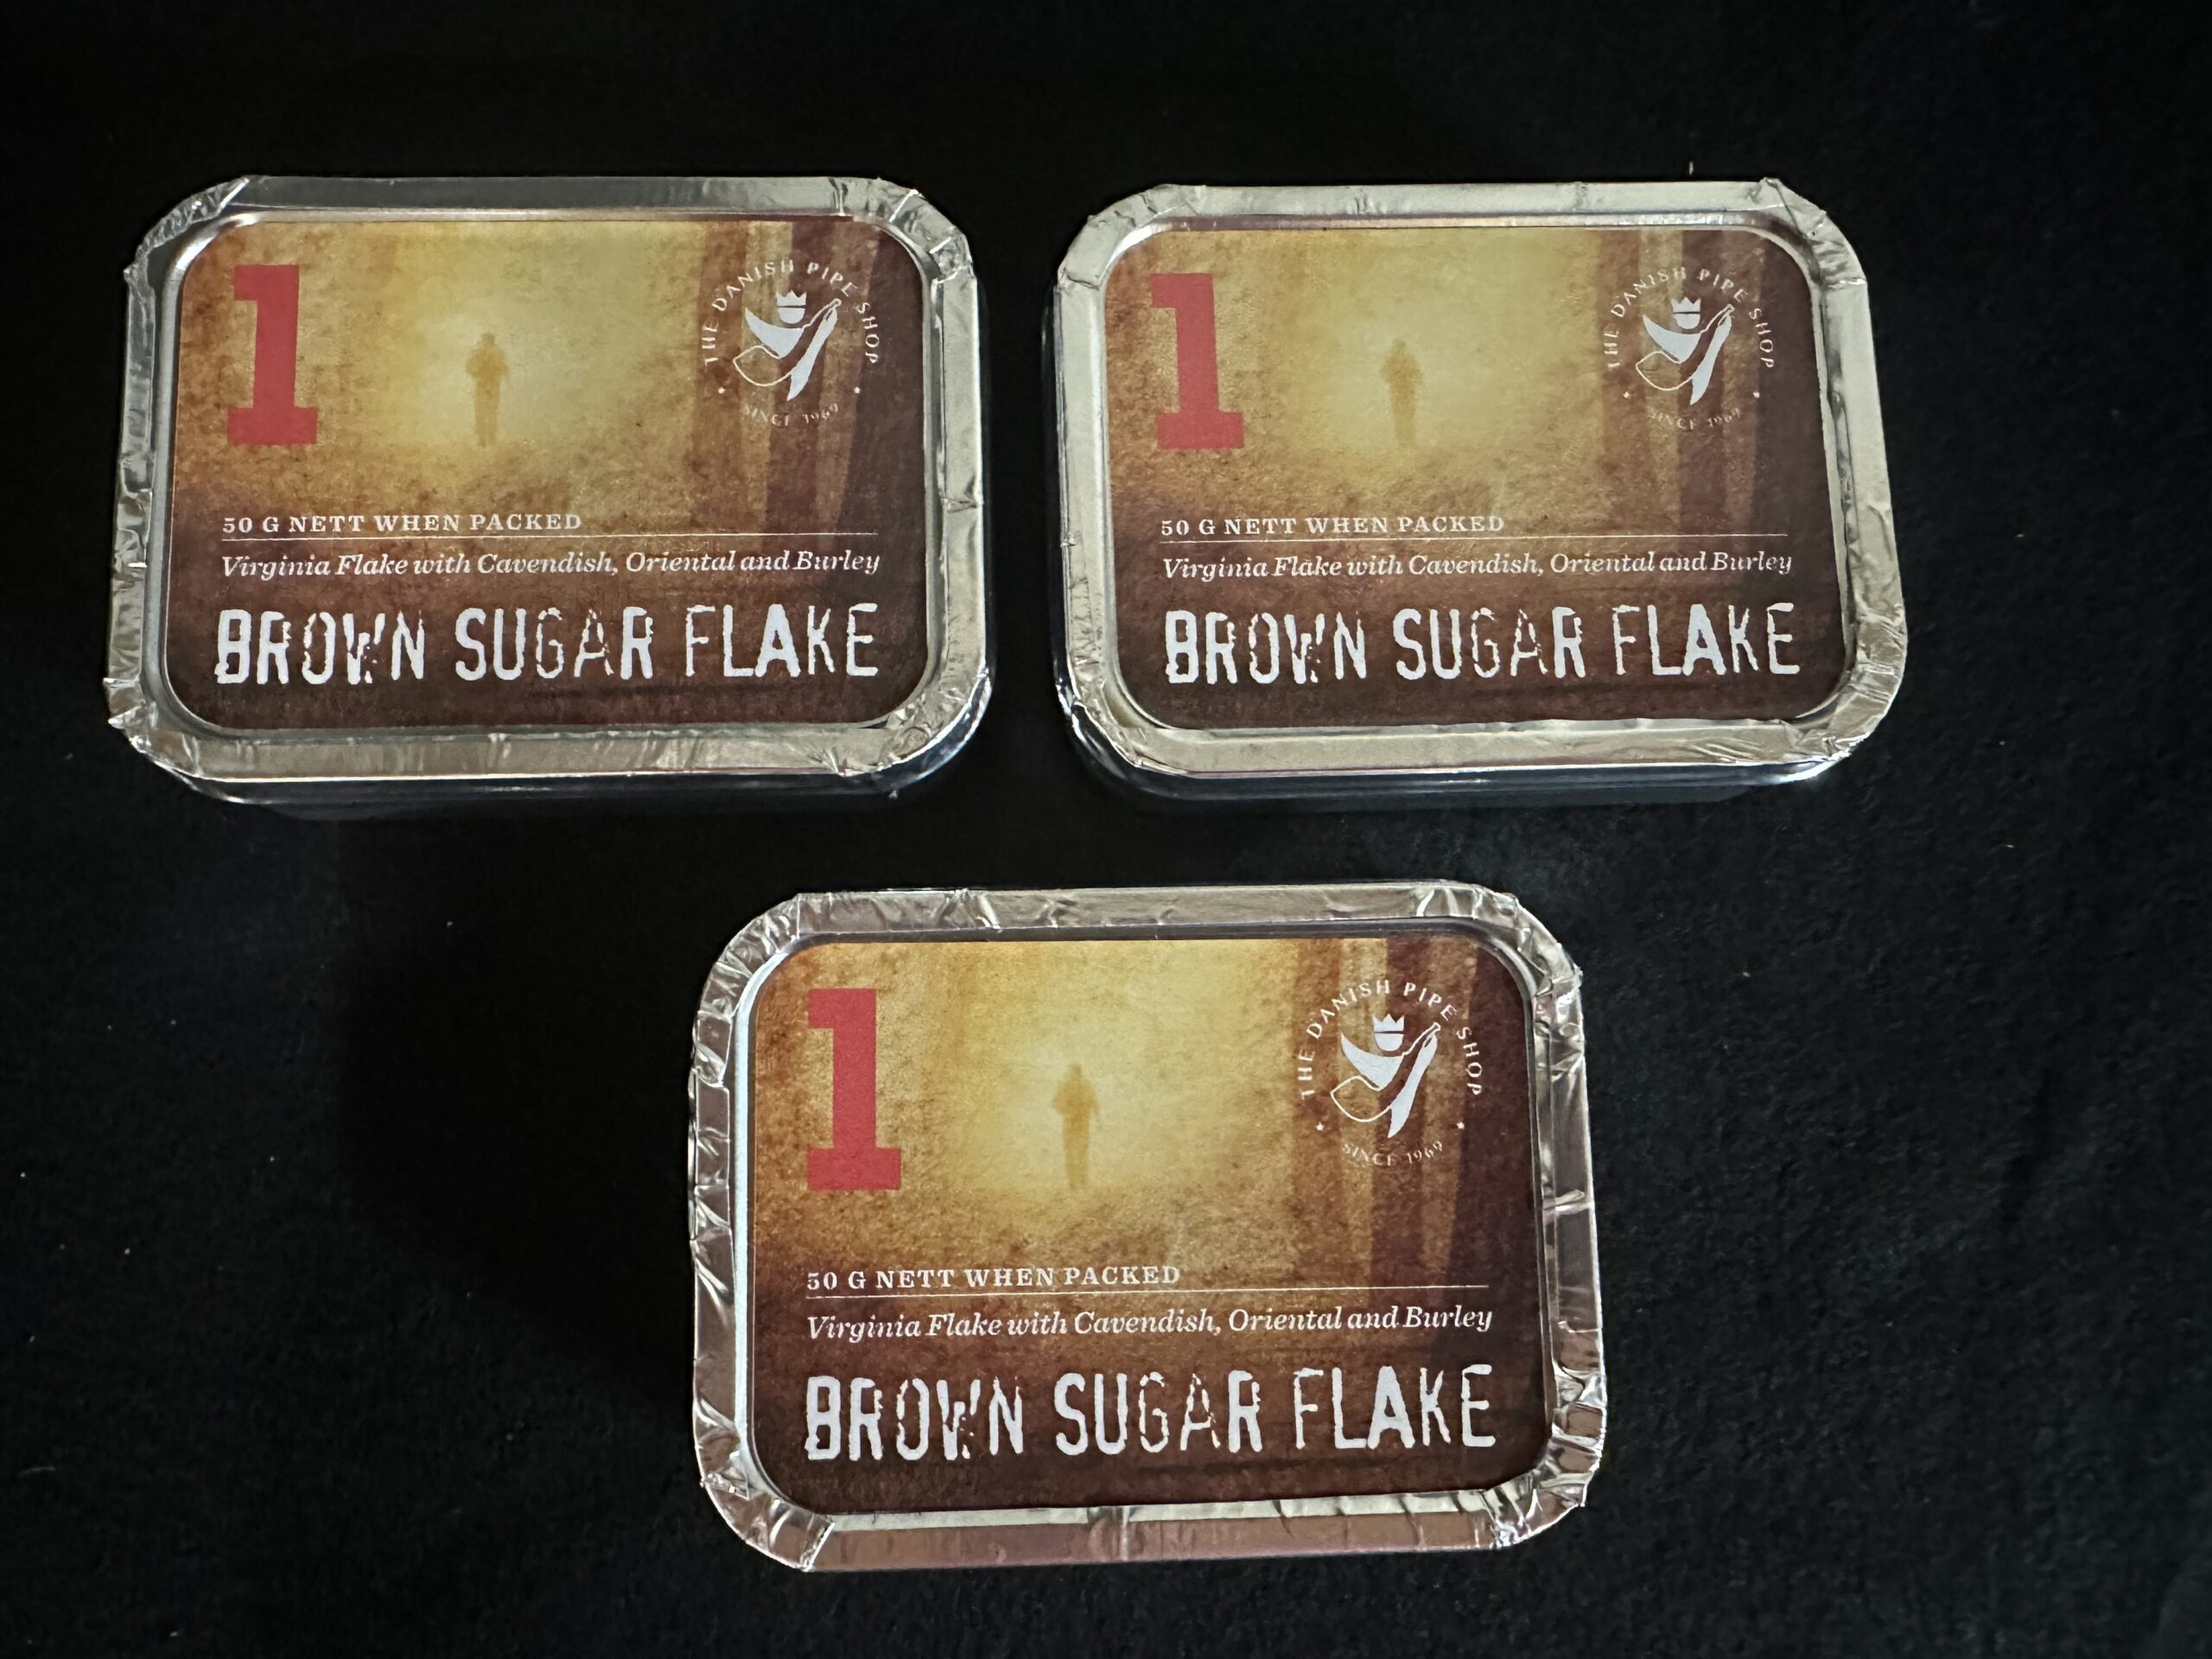 1
THE DANISH PIPE SHOP
SINCE 1969
50 G NETT WHEN PACKED
Virginia Flake with Cavendish, Oriental and Burley
BROWN SUGAR FLAKE
1
THE DANISH PIPE SHOP
SINCE 1969
50 G NETT WHEN PACKED
Virginia Flake with Cavendish, Oriental and Burley
BROWN SUGAR FLAKE
1
THE DANISH PIPE SHOP
SINCE 1969
50 G NETT WHEN PACKED
Virginia Flake with Cavendish, Oriental and Burley
BROWN SUGAR FLAKE